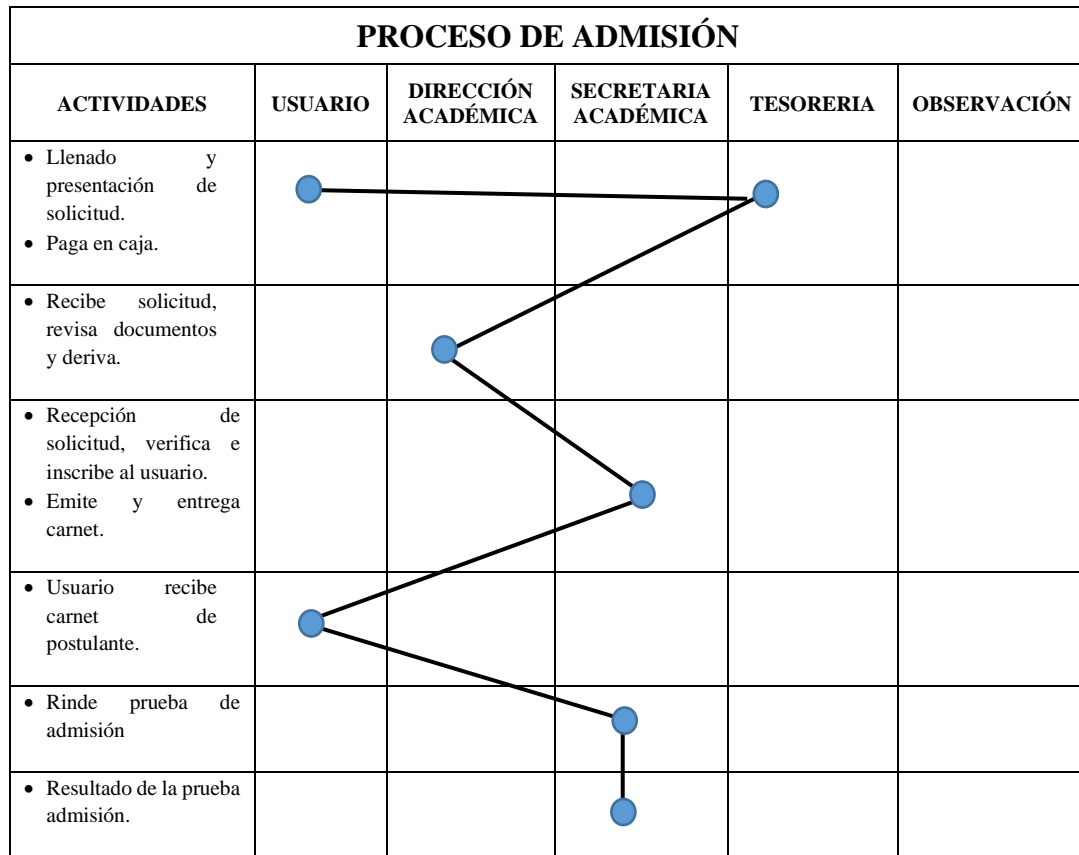 PROCESO DE ADMISIÓN
ACTIVIDADES
USUARIO
DIRECCIÓN
ACADÉMICA
SECRETARIA
ACADÉMICA
TESORERIA
OBSERVACIÓN
• Llenado y
presentación de
solicitud.
• Paga en caja.
• Recibe solicitud,
revisa documentos
y deriva.
• Recepción de
solicitud, verifica e
inscribe al usuario.
• Emite y entrega
carnet.
• Usuario recibe
carnet de
postulante.
• Rinde prueba de
admisión
• Resultado de la prueba
admisión.